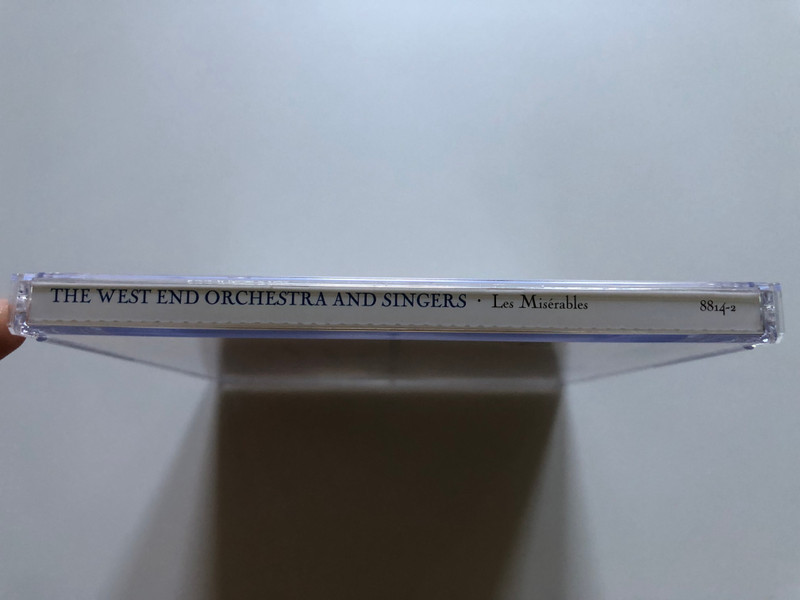 THE WEST END ORCHESTRA AND SINGERS · Les Misérables 8814-2